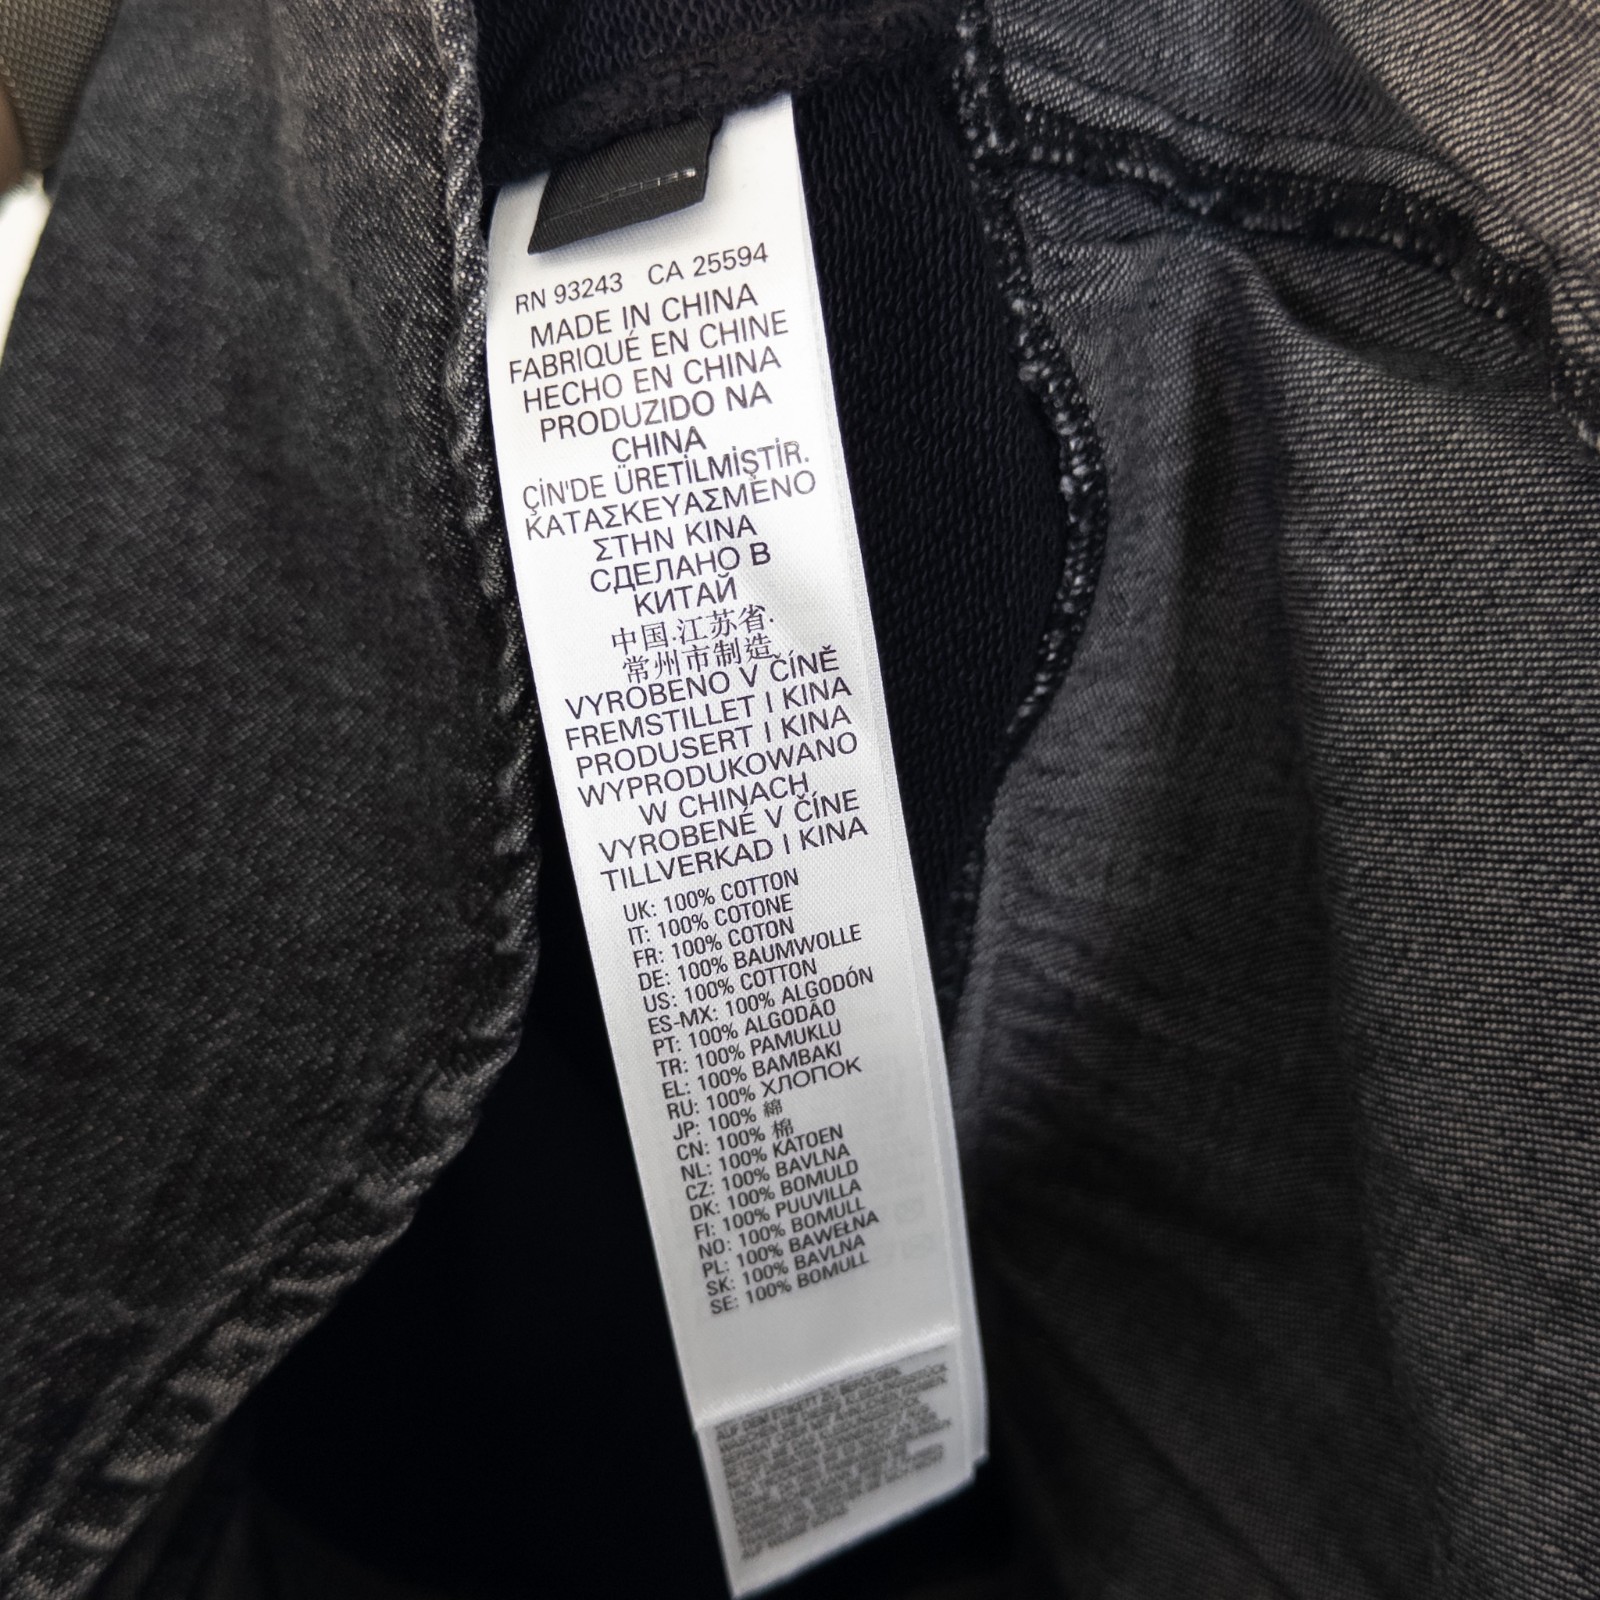 RN 93243 CA 25594
MADE IN CHINA
FABRIQUÉ EN CHINE
HECHO EN CHINA
PRODUZIDO NA
CHINA
ÇİN'DE ÜRETİLMİŞTİR.
ΚΑΤΑΣΚΕΥΑΣΜΕΝΟ
ΣΤΗΝ ΚΙΝΑ
СДЕЛАНО В
КИТАЙ
中国.江苏省.
常州市制造
VYROBENO V ČÍNĚ
FREMSTILLET I KINA
PRODUSERT I KINA
WYPRODUKOWANO
W CHINACH
VYROBENÉ V ČÍNE
TILLVERKAD I KINA
UK: 100% COTTON
IT: 100% COTONE
FR: 100% COTON
DE: 100% BAUMWOLLE
US: 100% COTTON
ES-MX: 100% ALGODÓN
PT: 100% ALGODÃO
TR: 100% PAMUKLU
EL: 100% ΒΑΜΒΑΚΙ
RU: 100% ХЛОПОК
JP: 100% 綿
CN: 100% 棉
NL: 100% KATOEN
CZ: 100% BAVLNA
DK: 100% BOMULD
FI: 100% PUUVILLA
NO: 100% BOMULL
PL: 100% BAWEŁNA
SK: 100% BAVLNA
SE: 100% BOMULL